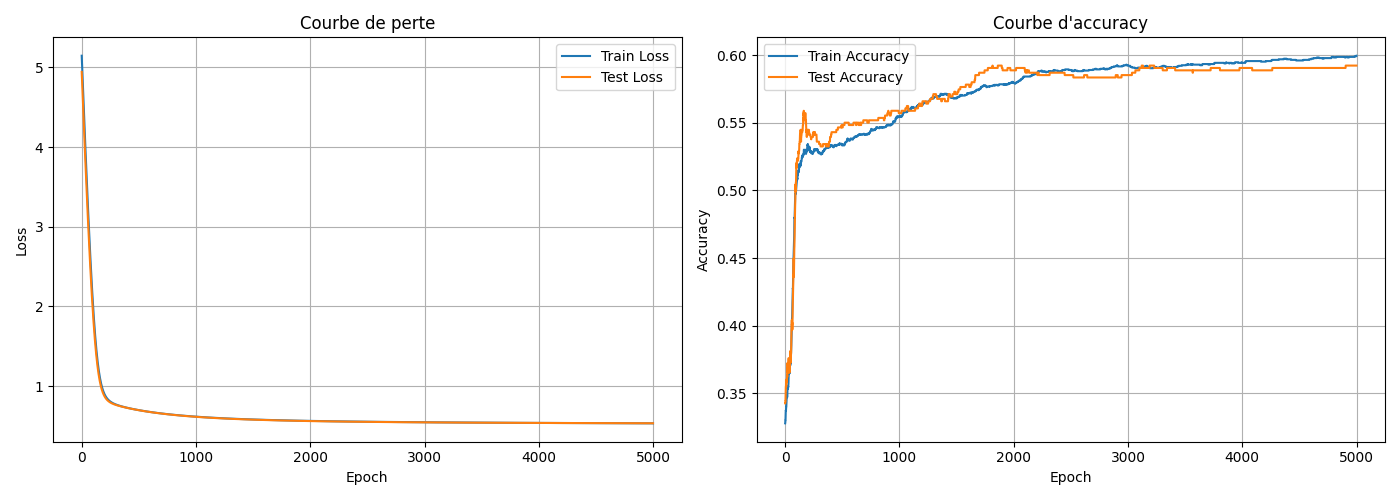 Courbe de perte
Train Loss
Test Loss
5
4
3
2
1
Loss
0 1000 2000 3000 4000 5000
Epoch
Courbe d'accuracy
Train Accuracy
Test Accuracy
0.60
0.55
0.50
0.45
0.40
0.35
Accuracy
0 1000 2000 3000 4000 5000
Epoch